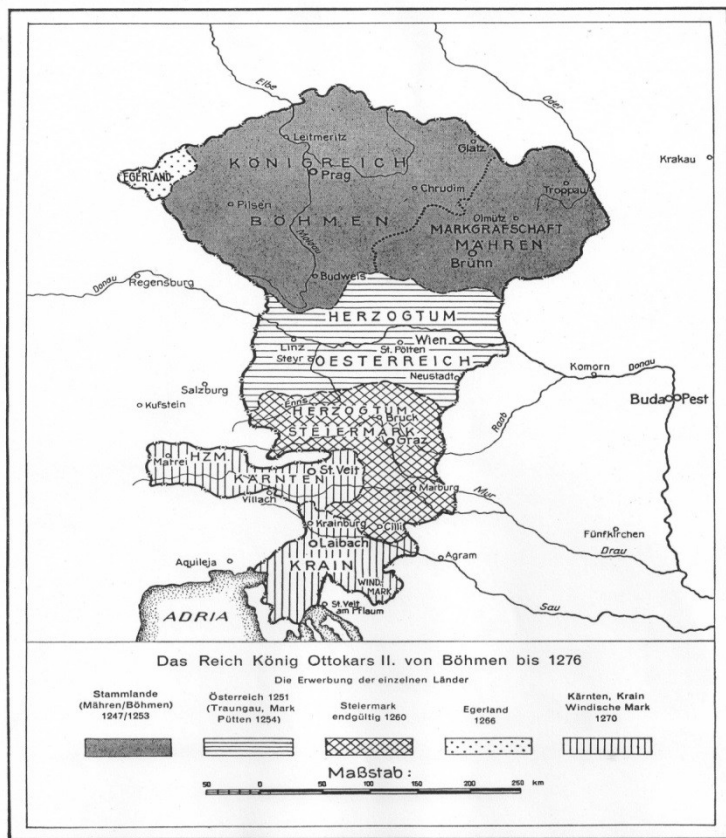 Elbe
Oder
Leitmeritz
Glatz
KÖNIGREICH
Krakau
Prag
EGERLAND
Chrudim
Troppau
Pilsen
Olmütz
BÖHMEN
MARKGRAFSCHAFT
MÄHREN
Moldau
Brünn
Budweis
Donau
Regensburg
HERZOGTUM
Wien
Linz
St. Pölten
Steyr
OESTERREICH
Komorn
Donau
Neustadt
Salzburg
Enns
Buda
Pest
Kufstein
HERZOGTUM
Bruck
Raab
STEIERMARK
Graz
Matrei
HZM.
St. Veit
KÄRNTEN
Marburg
Mur
Villach
Krainburg
Cilli
Fünfkirchen
Laibach
Drau
Aquileja
Agram
KRAIN
WIND.
MARK
Sau
ADRIA
St. Veit
am Pflaum
Das Reich König Ottokars II. von Böhmen bis 1276
Die Erwerbung der einzelnen Länder
Stammlande
(Mähren/Böhmen)
1247/1253
Österreich 1251
(Traungau, Mark
Pütten 1254)
Steiermark
endgültig 1260
Egerland
1266
Kärnten, Krain
Windische Mark
1270
Maßstab:
50 0 50 100 150 200 250 km